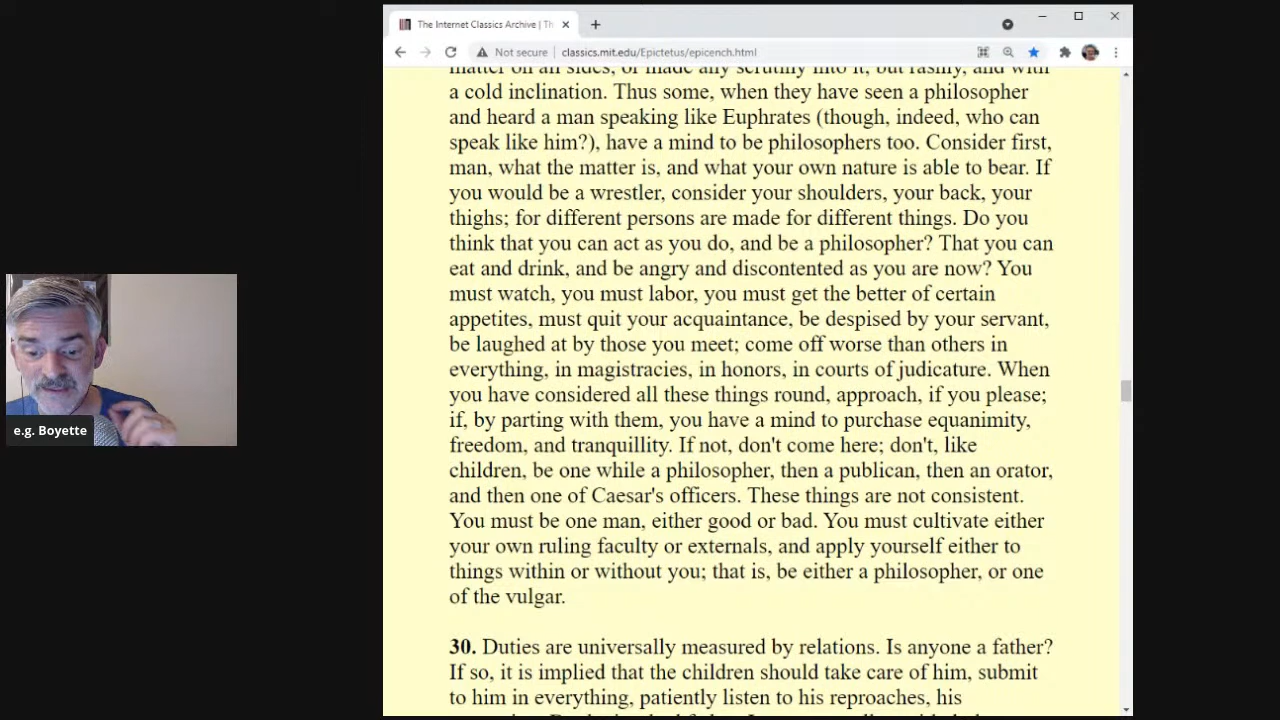 The Internet Classics Archive | Th
Not secure
classics.mit.edu/Epictetus/epicench.html
matter on all sides, or made any scrutiny into it, but rashly, and with
a cold inclination. Thus some, when they have seen a philosopher
and heard a man speaking like Euphrates (though, indeed, who can
speak like him?), have a mind to be philosophers too. Consider first,
man, what the matter is, and what your own nature is able to bear. If
you would be a wrestler, consider your shoulders, your back, your
thighs; for different persons are made for different things. Do you
think that you can act as you do, and be a philosopher? That you can
eat and drink, and be angry and discontented as you are now? You
must watch, you must labor, you must get the better of certain
appetites, must quit your acquaintance, be despised by your servant,
be laughed at by those you meet; come off worse than others in
everything, in magistracies, in honors, in courts of judicature. When
you have considered all these things round, approach, if you please;
if, by parting with them, you have a mind to purchase equanimity,
freedom, and tranquillity. If not, don't come here; don't, like
children, be one while a philosopher, then a publican, then an orator,
and then one of Caesar's officers. These things are not consistent.
You must be one man, either good or bad. You must cultivate either
your own ruling faculty or externals, and apply yourself either to
things within or without you; that is, be either a philosopher, or one
of the vulgar.
30. Duties are universally measured by relations. Is anyone a father?
If so, it is implied that the children should take care of him, submit
to him in everything, patiently listen to his reproaches, his
e.g. Boyette